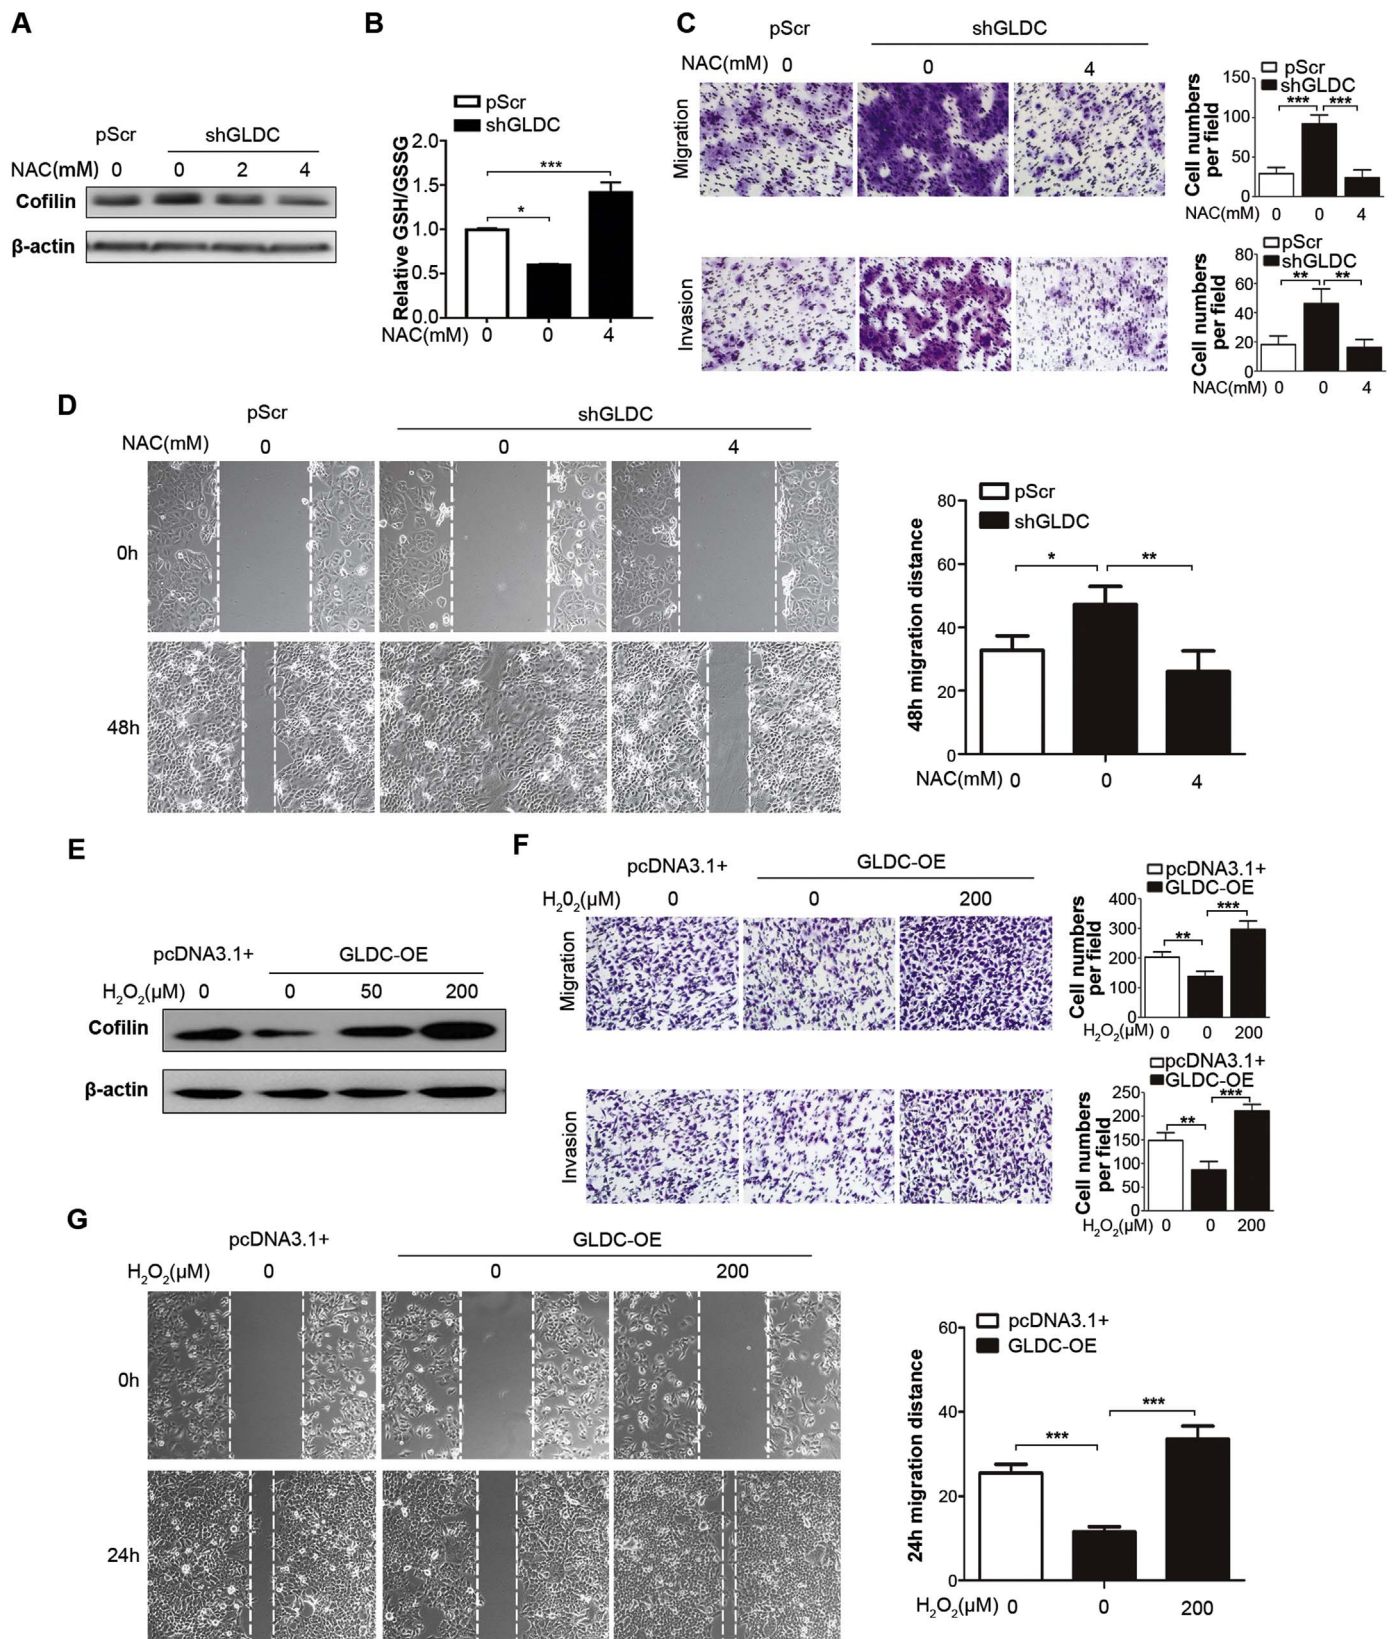 A
pScr shGLDC
NAC(mM) 0 0 2 4
Cofilin
β-actin
B
pScr
shGLDC
Relative GSH/GSSG
2.0
1.5
1.0
0.5
0.0
***
*
NAC(mM) 0 0 4
C
pScr shGLDC
NAC(mM) 0 0 4
Migration
Invasion
pScr
shGLDC
Cell numbers
per field
150
100
50
0
*** ***
NAC(mM) 0 0 4
pScr
shGLDC
Cell numbers
per field
80
60
40
20
0
** **
NAC(mM) 0 0 4
D
pScr shGLDC
NAC(mM) 0 0 4
0h
48h
pScr
shGLDC
48h migration distance
80
60
40
20
0
* **
NAC(mM) 0 0 4
E
pcDNA3.1+ GLDC-OE
H2O2(μM) 0 0 50 200
Cofilin
β-actin
F
pcDNA3.1+ GLDC-OE
H2O2(μM) 0 0 200
Migration
Invasion
pcDNA3.1+
GLDC-OE
Cell numbers
per field
400
300
200
100
0
** ***
H2O2(μM) 0 0 200
pcDNA3.1+
GLDC-OE
Cell numbers
per field
250
200
150
100
50
0
** ***
H2O2(μM) 0 0 200
G
pcDNA3.1+ GLDC-OE
H2O2(μM) 0 0 200
0h
24h
pcDNA3.1+
GLDC-OE
24h migration distance
60
40
20
0
*** ***
H2O2(μM) 0 0 200